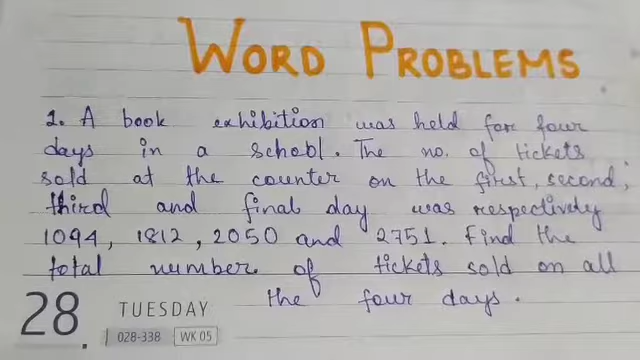 WORD PROBLEMS
1. A book exhibition was held for four
days in a school. The no. of tickets
sold at the counter on the first, second,
third and final day was respectively
1094, 1812, 2050 and 2751. Find the
total number of tickets sold on all
the four days.
28 TUESDAY
028-338 WK 05